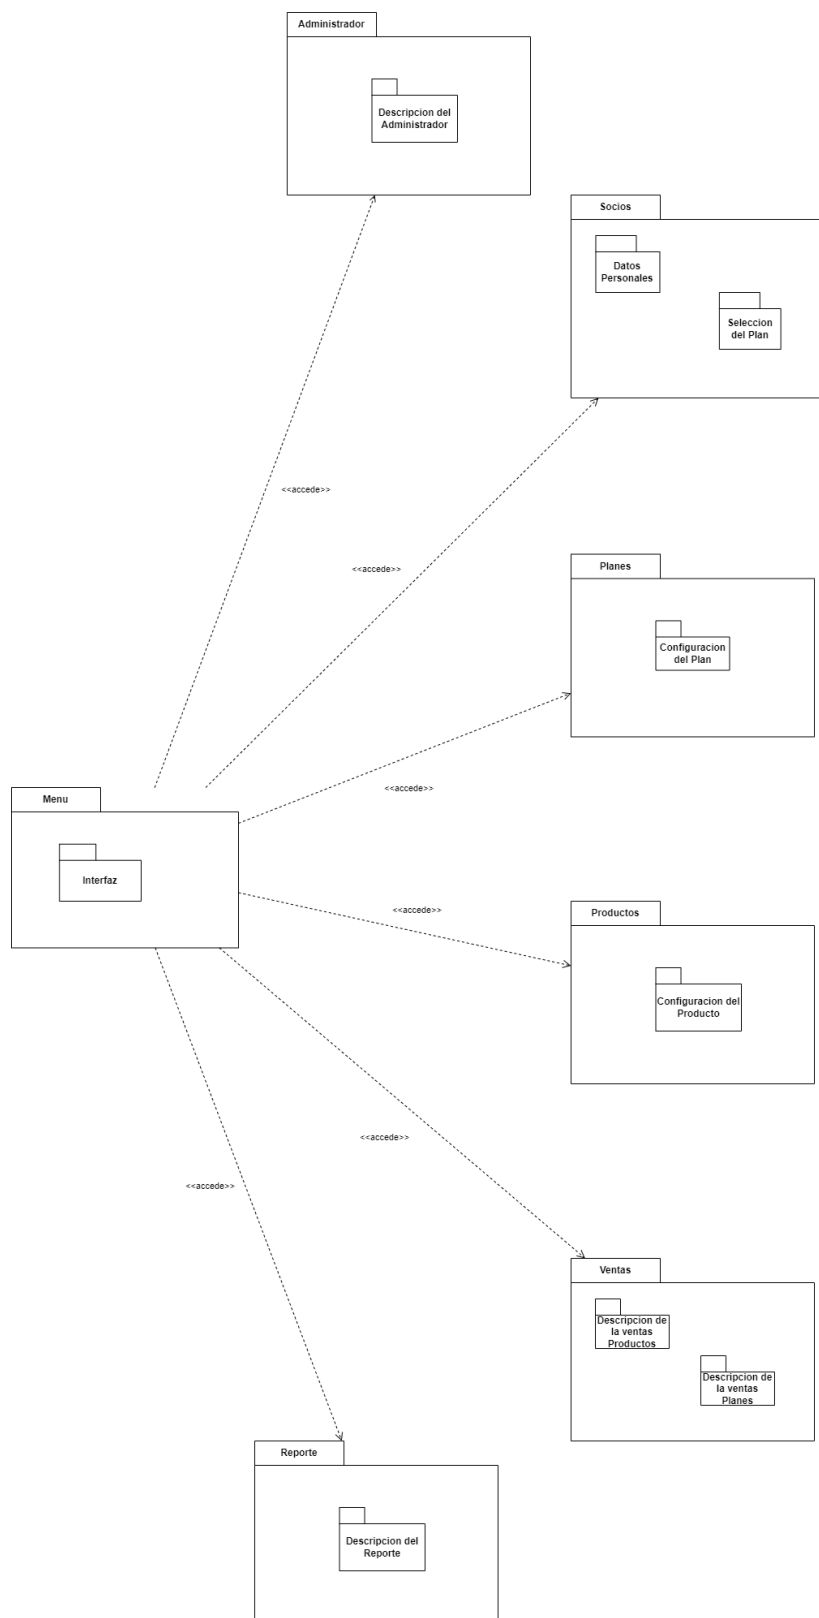 Administrador
Descripcion del
Administrador
Socios
Datos
Personales
Seleccion
del Plan
<<accede>>
<<accede>>
Planes
Configuracion
del Plan
<<accede>>
Menu
Interfaz
Productos
<<accede>>
Configuracion del
Producto
<<accede>>
<<accede>>
Ventas
Descripcion de
la ventas
Productos
Descripcion de
la ventas
Planes
Reporte
Descripcion del
Reporte